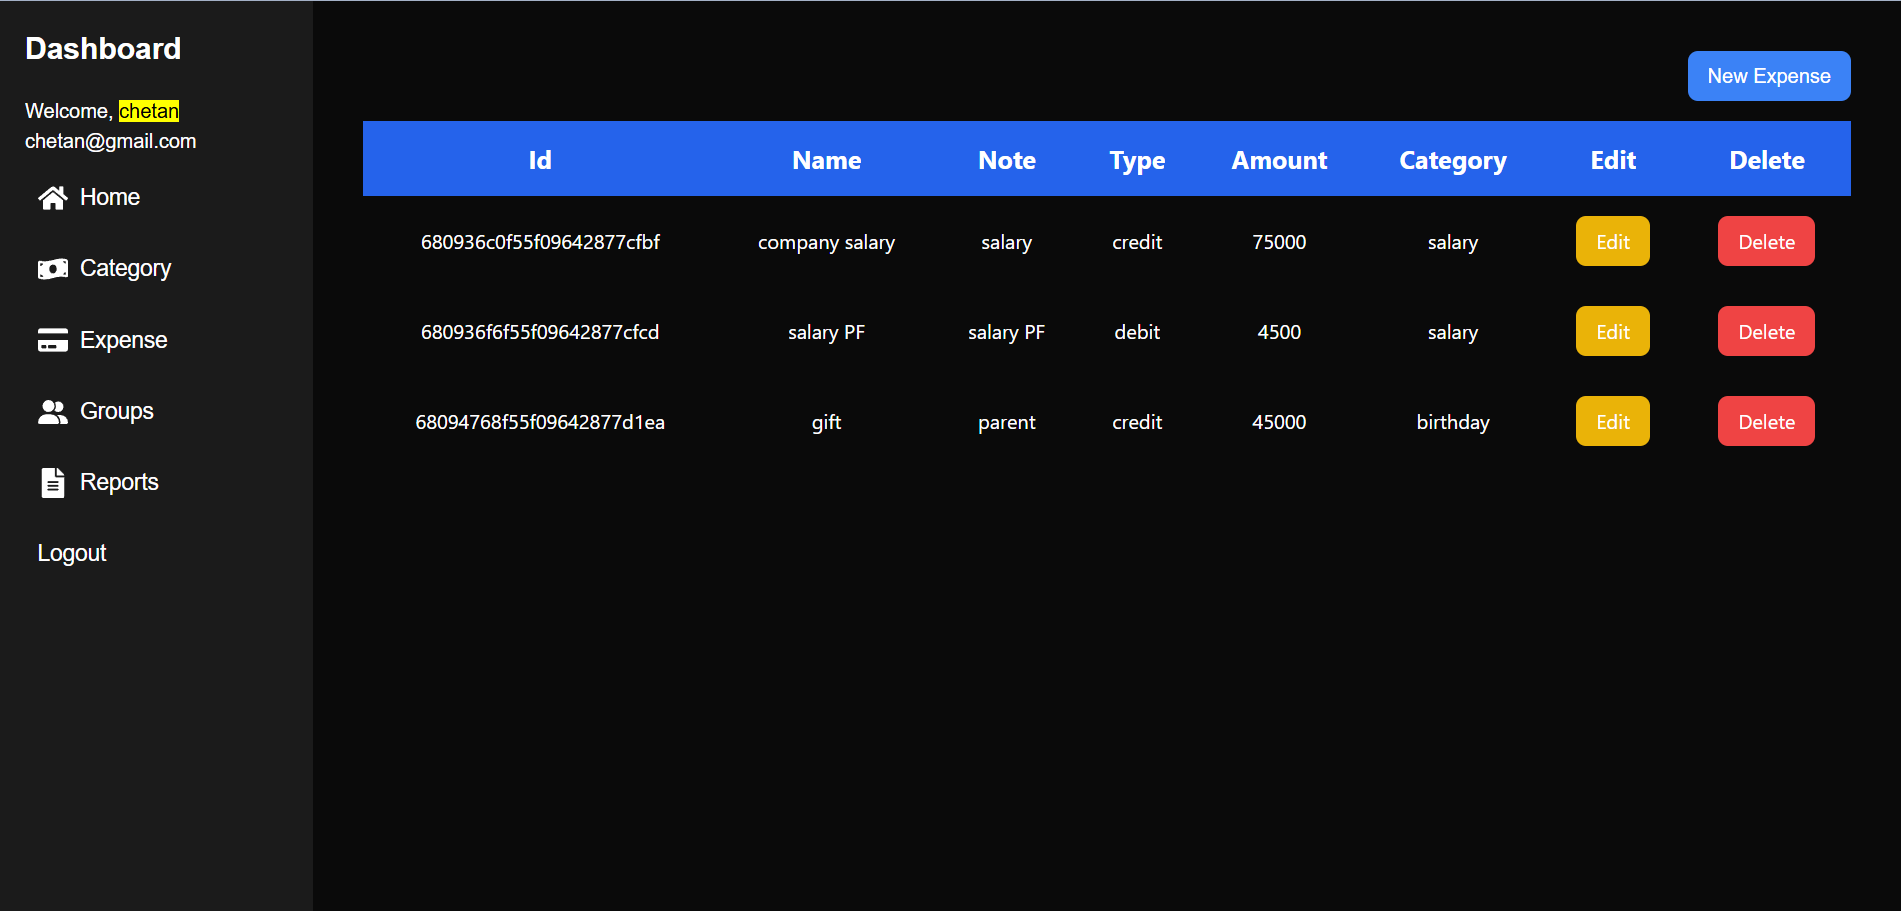 Dashboard
Welcome, chetan
chetan@gmail.com
Home
Category
Expense
Groups
Reports
Logout
New Expense
Id Name Note Type Amount Category Edit Delete
680936c0f55f09642877cfbf company salary salary credit 75000 salary Edit Delete
680936f6f55f09642877cfcd salary PF salary PF debit 4500 salary Edit Delete
68094768f55f09642877d1ea gift parent credit 45000 birthday Edit Delete